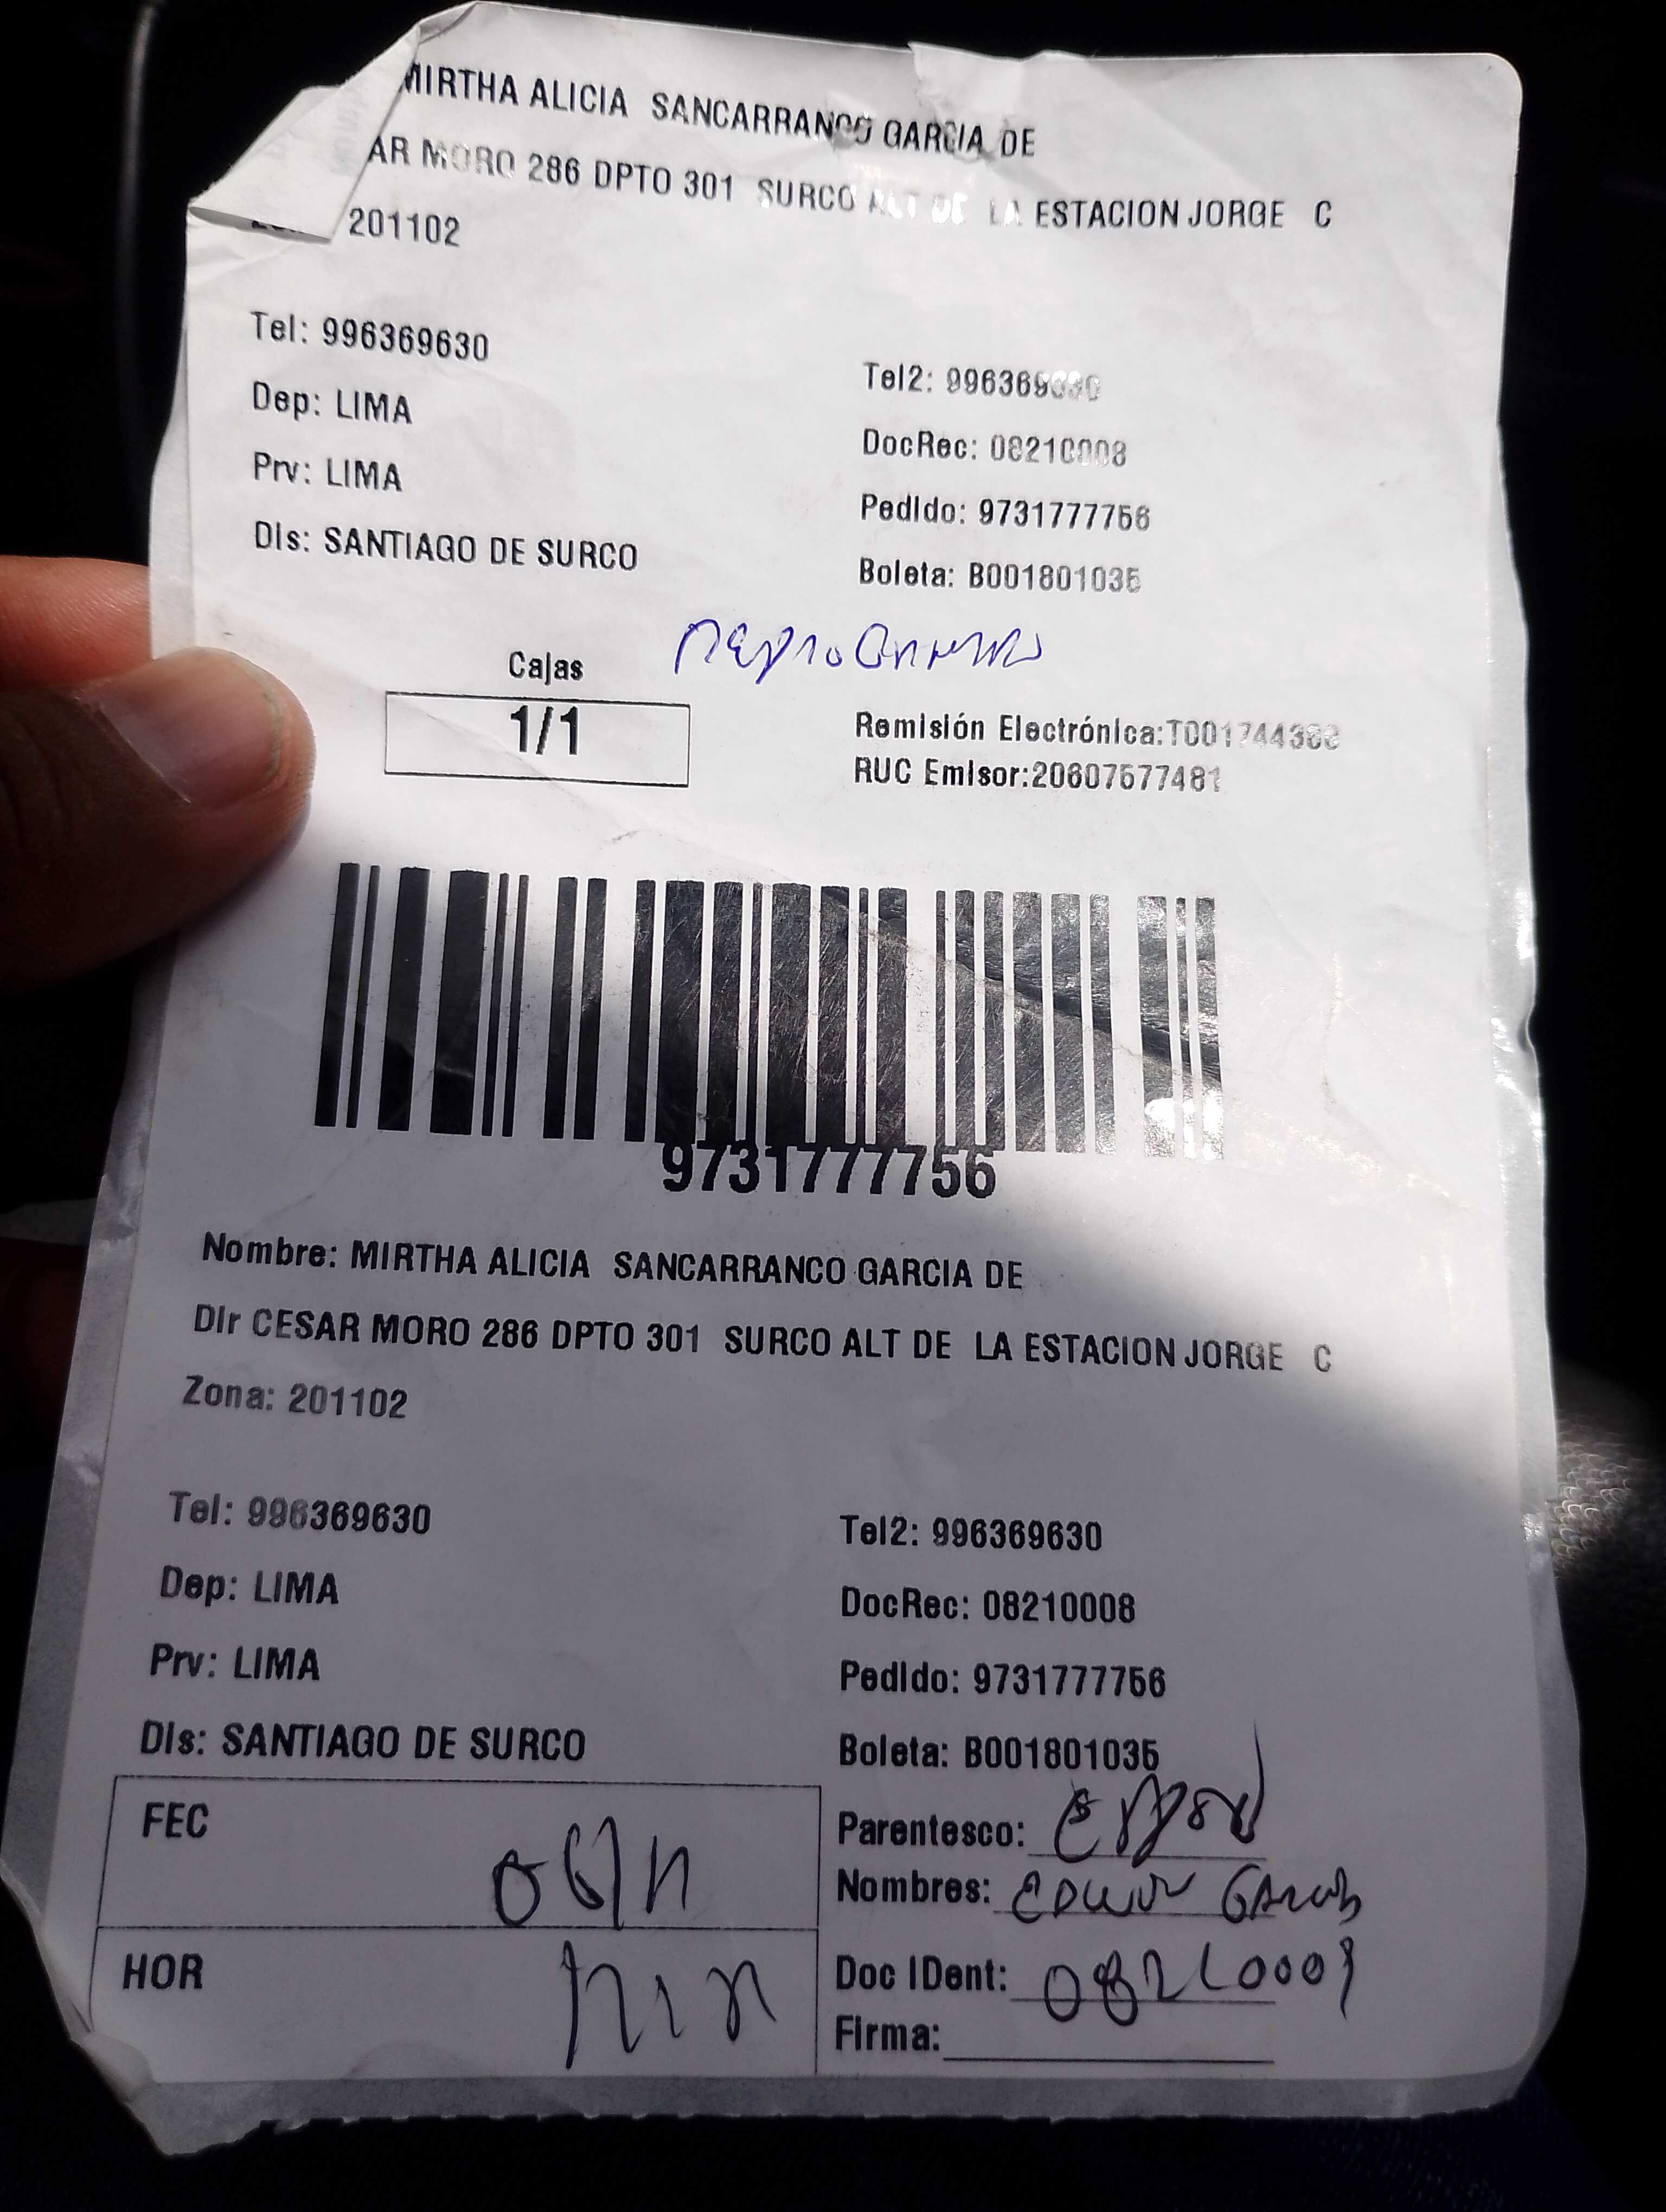 MIRTHA ALICIA SANCARRANCO GARCIA DE
AR MORO 286 DPTO 301 SURCO ALT DE LA ESTACION JORGE C
201102
Tel: 996369630
Tel2: 996369630
Dep: LIMA
DocRec: 08210008
Prv: LIMA
Pedido: 9731777756
Dis: SANTIAGO DE SURCO
Boleta: B001801035
Cajas
1/1
Remisión Electrónica:T001744388
RUC Emisor:20607577481
9731777756
Nombre: MIRTHA ALICIA SANCARRANCO GARCIA DE
Dir CESAR MORO 286 DPTO 301 SURCO ALT DE LA ESTACION JORGE C
Zona: 201102
Tel: 996369630
Tel2: 996369630
Dep: LIMA
DocRec: 08210008
Prv: LIMA
Pedido: 9731777756
Dis: SANTIAGO DE SURCO
Boleta: B001801035
FEC
Parentesco:
Nombres: EDWIN GARCIA
HOR
Doc IDent:
Firma: